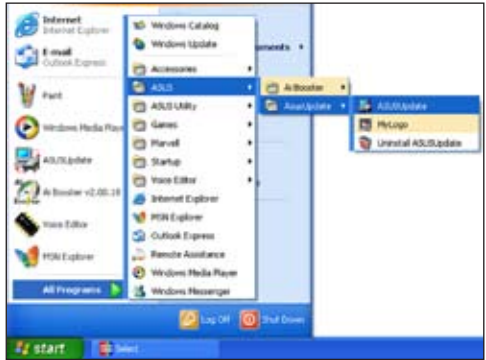 Internet
Internet Explorer
E-mail
Outlook Express
Paint
Windows Media Play
ASUSUpdate
Ai Booster v2.00.18
Voice Editor
MSN Explorer
All Programs
Windows Catalog
Windows Update
Accessories
ASUS
ASUS Utility
Games
Marvell
Startup
Voice Editor
Internet Explorer
MSN Explorer
Outlook Express
Remote Assistance
Windows Media Player
Windows Messenger
uments
Ai Booster
AsusUpdate
ASUSUpdate
MyLogo
Uninstall ASUSUpdate
Log Off
Shut Down
start